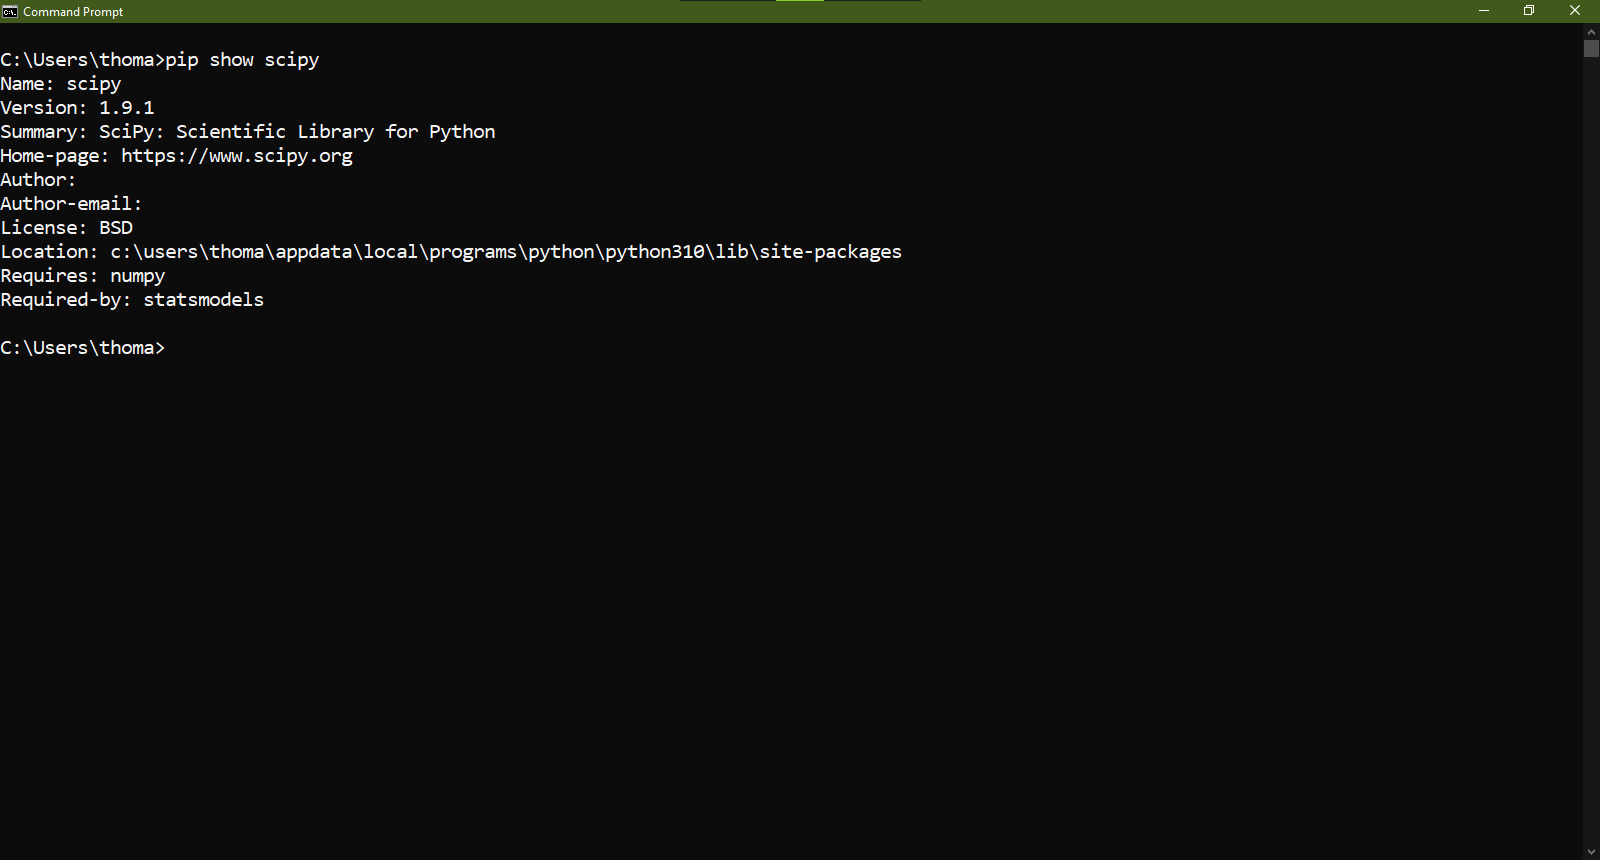 Command Prompt
C:\Users\thoma>pip show scipy
Name: scipy
Version: 1.9.1
Summary: SciPy: Scientific Library for Python
Home-page: https://www.scipy.org
Author:
Author-email:
License: BSD
Location: c:\users\thoma\appdata\local\programs\python\python310\lib\site-packages
Requires: numpy
Required-by: statsmodels
C:\Users\thoma>